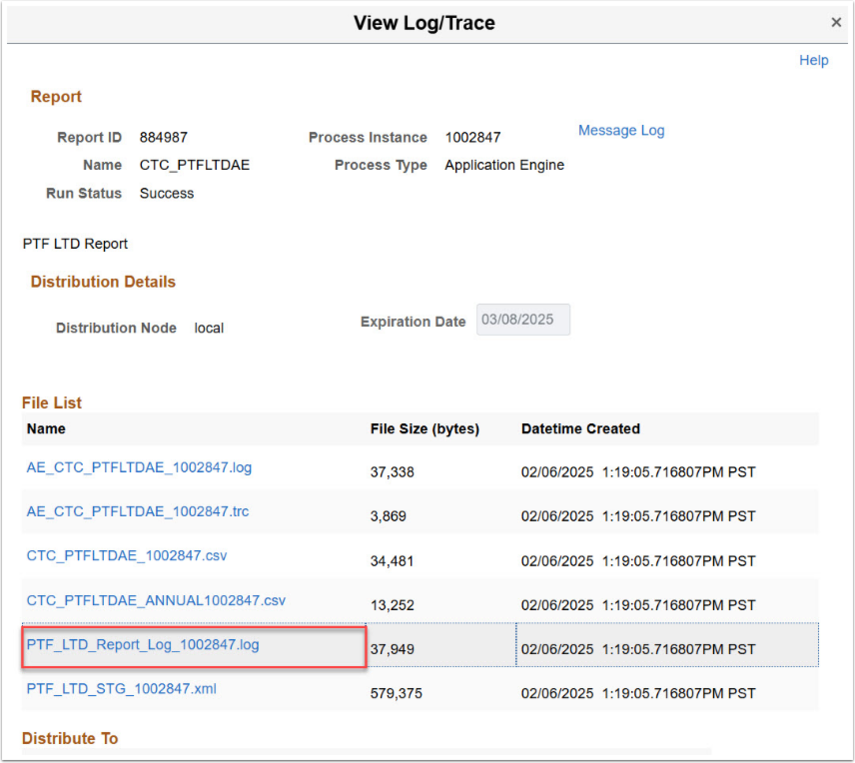 View Log/Trace
×
Help
Report
Report ID 884987 Process Instance 1002847 Message Log
Name CTC_PTFLTDAE Process Type Application Engine
Run Status Success
PTF LTD Report
Distribution Details
Distribution Node local Expiration Date 03/08/2025
File List
Name File Size (bytes) Datetime Created
AE_CTC_PTFLTDAE_1002847.log 37,338 02/06/2025 1:19:05.716807PM PST
AE_CTC_PTFLTDAE_1002847.trc 3,869 02/06/2025 1:19:05.716807PM PST
CTC_PTFLTDAE_1002847.csv 34,481 02/06/2025 1:19:05.716807PM PST
CTC_PTFLTDAE_ANNUAL1002847.csv 13,252 02/06/2025 1:19:05.716807PM PST
PTF_LTD_Report_Log_1002847.log 37,949 02/06/2025 1:19:05.716807PM PST
PTF_LTD_STG_1002847.xml 579,375 02/06/2025 1:19:05.716807PM PST
Distribute To